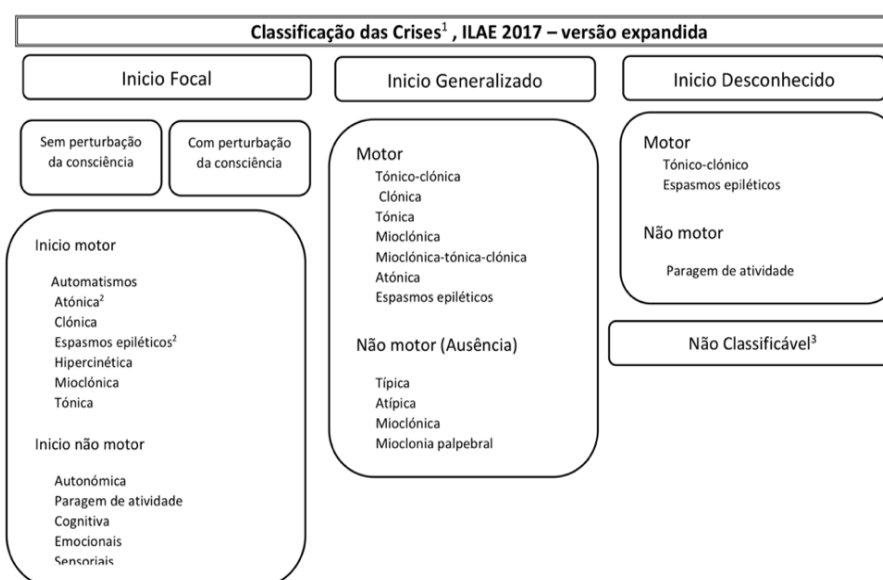 Classificação das Crises¹ , ILAE 2017 – versão expandida
Inicio Focal
Sem perturbação
da consciência
Com perturbação
da consciência
Inicio motor
Automatismos
Atónica²
Clónica
Espasmos epiléticos²
Hipercinética
Mioclónica
Tónica
Inicio não motor
Autonómica
Paragem de atividade
Cognitiva
Emocionais
Sensoriais
Inicio Generalizado
Motor
Tónico-clónica
Clónica
Tónica
Mioclónica
Mioclónica-tónica-clónica
Atónica
Espasmos epiléticos
Não motor (Ausência)
Típica
Atípica
Mioclónica
Mioclonia palpebral
Inicio Desconhecido
Motor
Tónico-clónico
Espasmos epiléticos
Não motor
Paragem de atividade
Não Classificável³